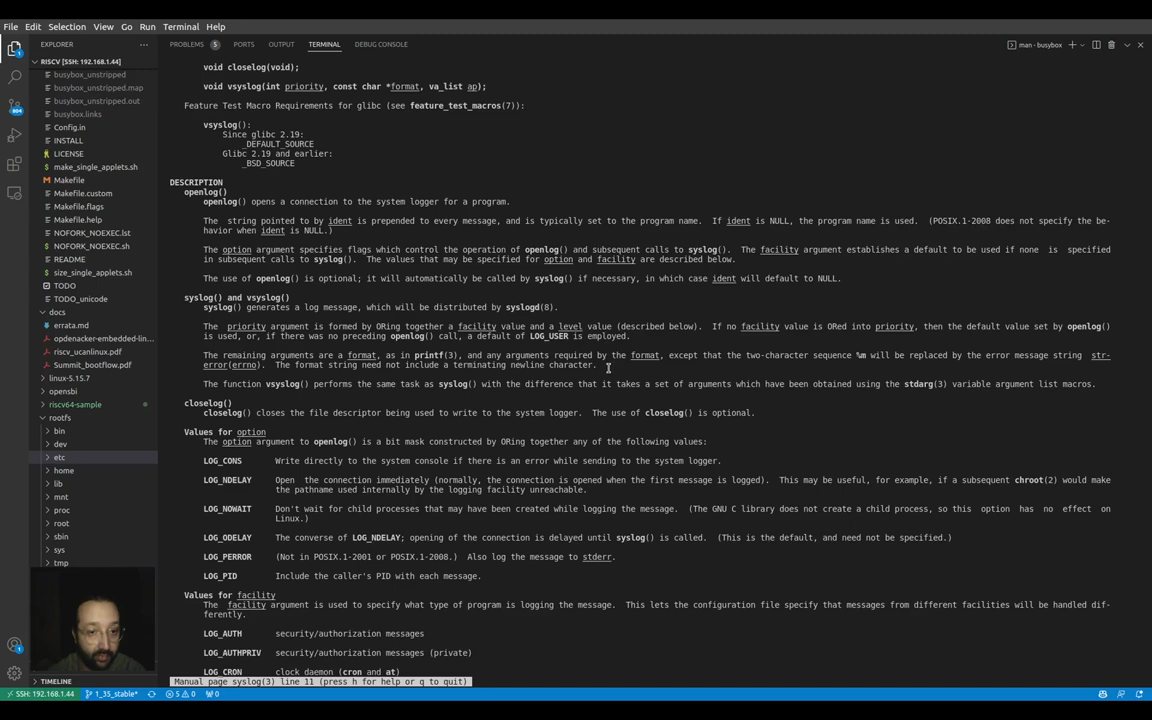 File Edit Selection View Go Run Terminal Help
EXPLORER ···
PROBLEMS 5 PORTS OUTPUT TERMINAL DEBUG CONSOLE
man - busybox
RISCV [SSH: 192.168.1.44]
busybox_unstripped
busybox_unstripped.map
busybox_unstripped.out
busybox.links
Config.in
INSTALL
LICENSE
$ make_single_applets.sh
Makefile
Makefile.custom
Makefile.flags
Makefile.help
NOFORK_NOEXEC.lst
$ NOFORK_NOEXEC.sh
README
$ size_single_applets.sh
TODO
TODO_unicode
docs
errata.md
opdenacker-embedded-lin...
riscv_ucanlinux.pdf
Summit_bootflow.pdf
linux-5.15.7
opensbi
riscv64-sample
rootfs
bin
dev
etc
home
lib
mnt
proc
root
sbin
sys
tmp
TIMELINE
804
1
1
void closelog(void);
void vsyslog(int priority, const char *format, va_list ap);
Feature Test Macro Requirements for glibc (see feature_test_macros(7)):
vsyslog():
Since glibc 2.19:
_DEFAULT_SOURCE
Glibc 2.19 and earlier:
_BSD_SOURCE
DESCRIPTION
openlog()
openlog() opens a connection to the system logger for a program.
The string pointed to by ident is prepended to every message, and is typically set to the program name. If ident is NULL, the program name is used. (POSIX.1-2008 does not specify the be-
havior when ident is NULL.)
The option argument specifies flags which control the operation of openlog() and subsequent calls to syslog(). The facility argument establishes a default to be used if none is specified
in subsequent calls to syslog(). The values that may be specified for option and facility are described below.
The use of openlog() is optional; it will automatically be called by syslog() if necessary, in which case ident will default to NULL.
syslog() and vsyslog()
syslog() generates a log message, which will be distributed by syslogd(8).
The priority argument is formed by ORing together a facility value and a level value (described below). If no facility value is ORed into priority, then the default value set by openlog()
is used, or, if there was no preceding openlog() call, a default of LOG_USER is employed.
The remaining arguments are a format, as in printf(3), and any arguments required by the format, except that the two-character sequence %m will be replaced by the error message string str-
error(errno). The format string need not include a terminating newline character.
The function vsyslog() performs the same task as syslog() with the difference that it takes a set of arguments which have been obtained using the stdarg(3) variable argument list macros.
closelog()
closelog() closes the file descriptor being used to write to the system logger. The use of closelog() is optional.
Values for option
The option argument to openlog() is a bit mask constructed by ORing together any of the following values:
LOG_CONS Write directly to the system console if there is an error while sending to the system logger.
LOG_NDELAY Open the connection immediately (normally, the connection is opened when the first message is logged). This may be useful, for example, if a subsequent chroot(2) would make
the pathname used internally by the logging facility unreachable.
LOG_NOWAIT Don't wait for child processes that may have been created while logging the message. (The GNU C library does not create a child process, so this option has no effect on
Linux.)
LOG_ODELAY The converse of LOG_NDELAY; opening of the connection is delayed until syslog() is called. (This is the default, and need not be specified.)
LOG_PERROR (Not in POSIX.1-2001 or POSIX.1-2008.) Also log the message to stderr.
LOG_PID Include the caller's PID with each message.
Values for facility
The facility argument is used to specify what type of program is logging the message. This lets the configuration file specify that messages from different facilities will be handled dif-
ferently.
LOG_AUTH security/authorization messages
LOG_AUTHPRIV security/authorization messages (private)
LOG_CRON clock daemon (cron and at)
Manual page syslog(3) line 11 (press h for help or q to quit)
SSH: 192.168.1.44 1_35_stable* 5 0 0